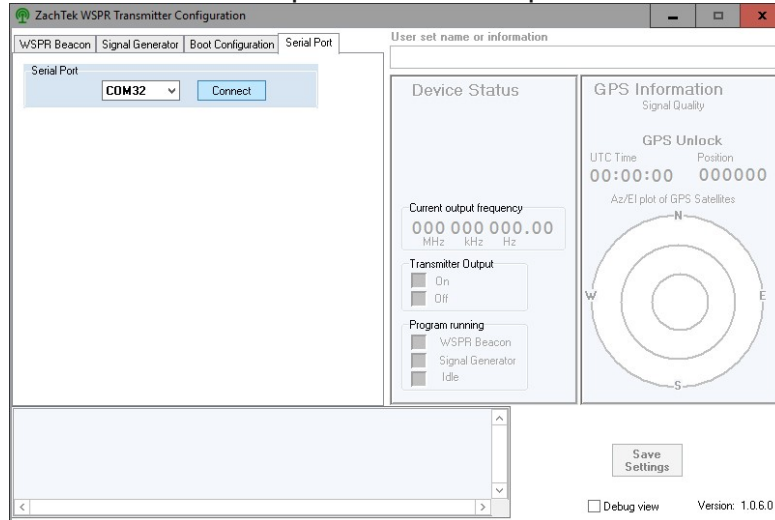 ZachTek WSPR Transmitter Configuration
WSPR Beacon
Signal Generator
Boot Configuration
Serial Port
Serial Port
COM32
Connect
User set name or information
Device Status
Current output frequency
000 000 000.00
MHz kHz Hz
Transmitter Output
On
Off
Program running
WSPR Beacon
Signal Generator
Idle
GPS Information
Signal Quality
GPS Unlock
UTC Time Position
00:00:00 000000
Az/El plot of GPS Satellites
N
W E
S
Save
Settings
Debug view
Version: 1.0.6.0